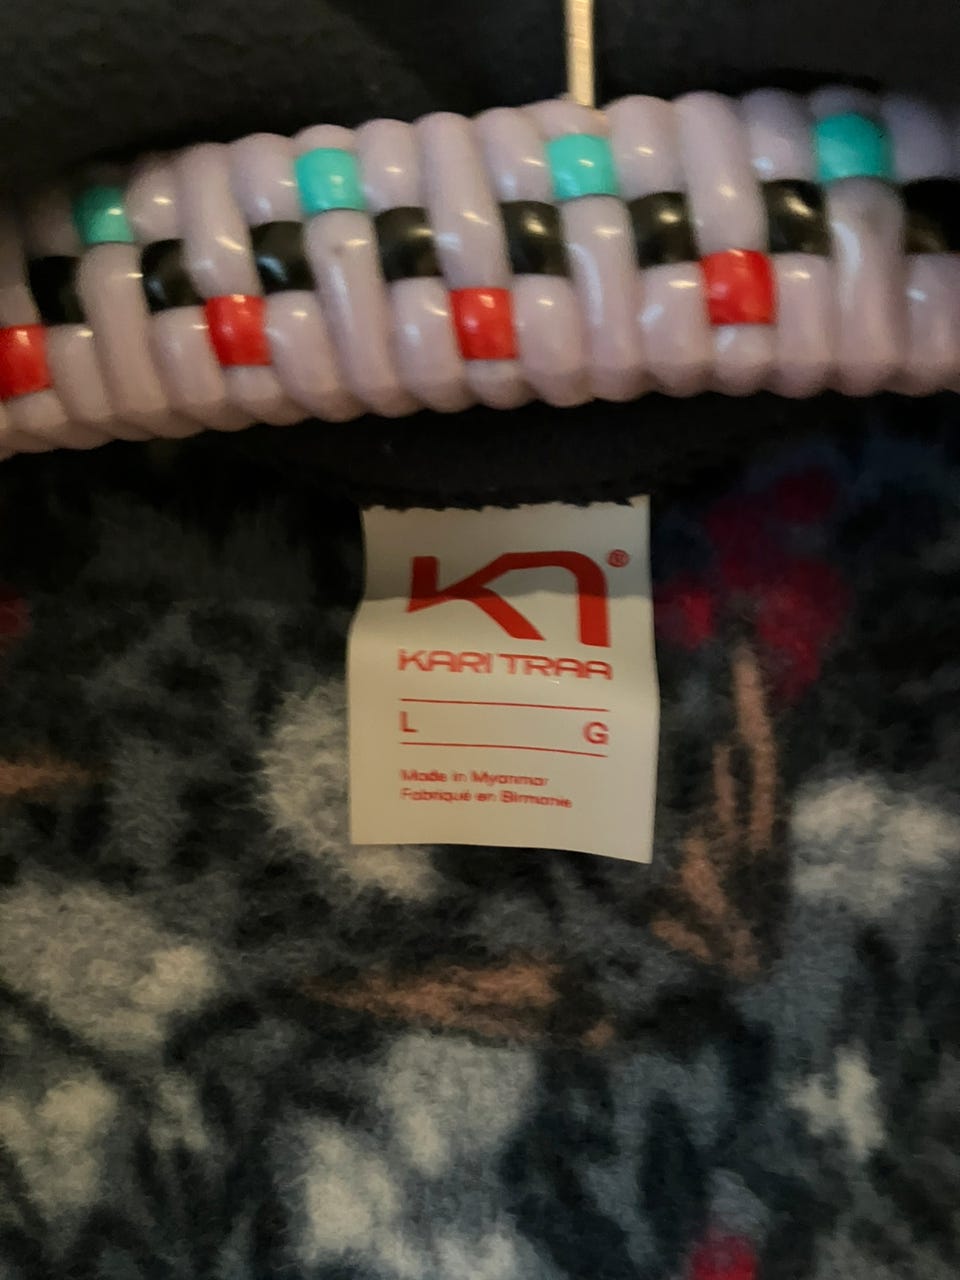 ®
KARI TRAA
L G
Made in Myanmar
Fabriqué en Birmanie